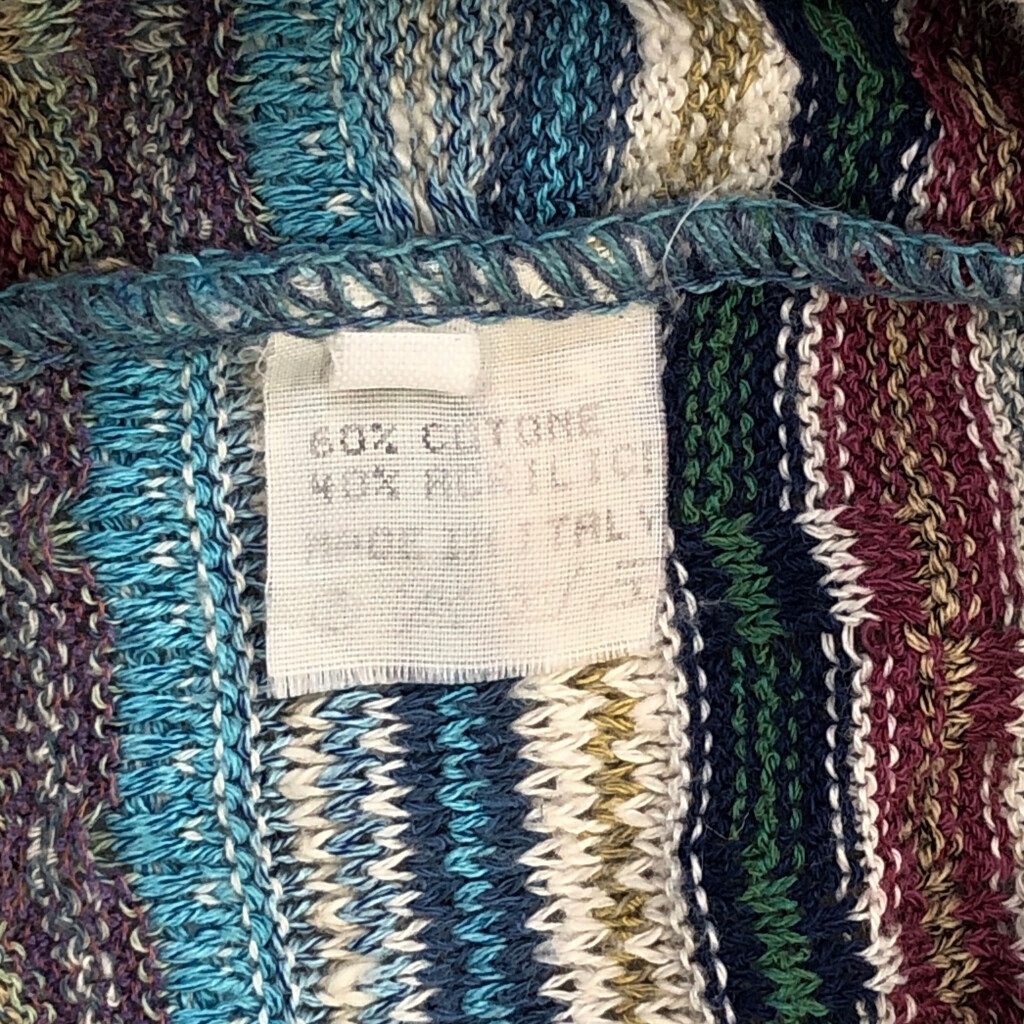 60% COTONE
40% ACRILICO
MADE IN ITALY